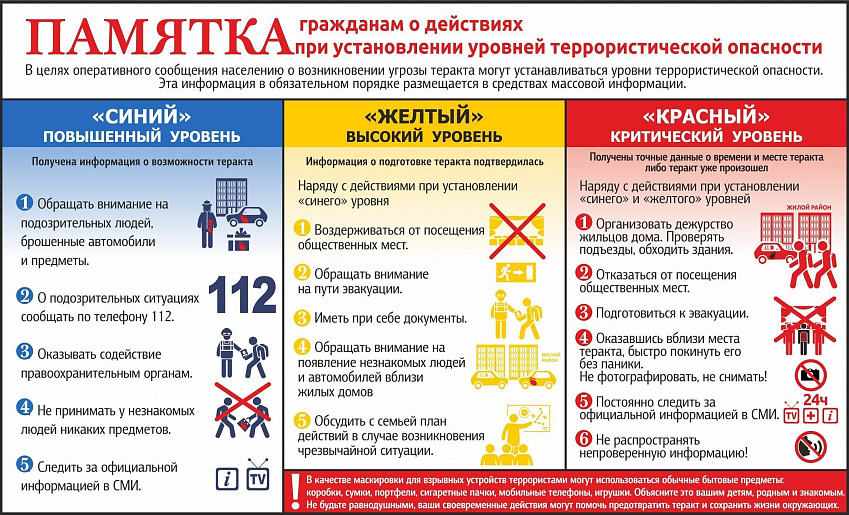 ПАМЯТКА гражданам о действиях
при установлении уровней террористической опасности
В целях оперативного сообщения населению о возникновении угрозы теракта могут устанавливаться уровни террористической опасности.
Эта информация в обязательном порядке размещается в средствах массовой информации.
«СИНИЙ»
ПОВЫШЕННЫЙ УРОВЕНЬ
Получена информация о возможности теракта
1 Обращать внимание на
подозрительных людей,
брошенные автомобили
и предметы.
2 О подозрительных ситуациях
сообщать по телефону 112.
112
3 Оказывать содействие
правоохранительным органам.
4 Не принимать у незнакомых
людей никаких предметов.
5 Следить за официальной
информацией в СМИ.
i TV
«ЖЕЛТЫЙ»
ВЫСОКИЙ УРОВЕНЬ
Информация о подготовке теракта подтвердилась
Наряду с действиями при установлении
«синего» уровня
1 Воздерживаться от посещения
общественных мест.
2 Обращать внимание
на пути эвакуации.
3 Иметь при себе документы.
4 Обращать внимание на
появление незнакомых людей
и автомобилей вблизи
жилых домов
ЖИЛОЙ
РАЙОН
5 Обсудить с семьей план
действий в случае возникновения
чрезвычайной ситуации.
«КРАСНЫЙ»
КРИТИЧЕСКИЙ УРОВЕНЬ
Получены точные данные о времени и месте теракта
либо теракт уже произошел
Наряду с действиями при установлении
«синего» и «желтого» уровней
ЖИЛОЙ РАЙОН
1 Организовать дежурство
жильцов дома. Проверять
подъезды, обходить здания.
2 Отказаться от посещения
общественных мест.
3 Подготовиться к эвакуации.
4 Оказавшись вблизи места
теракта, быстро покинуть его
без паники.
Не фотографировать, не снимать!
5 Постоянно следить за
официальной информацией в СМИ.
24ч
TV + i
6 Не распространять
непроверенную информацию!
! В качестве маскировки для взрывных устройств террористами могут использоваться обычные бытовые предметы:
коробки, сумки, портфели, сигаретные пачки, мобильные телефоны, игрушки. Объясните это вашим детям, родным и знакомым.
Не будьте равнодушными, ваши своевременные действия могут помочь предотвратить теракт и сохранить жизни окружающих.